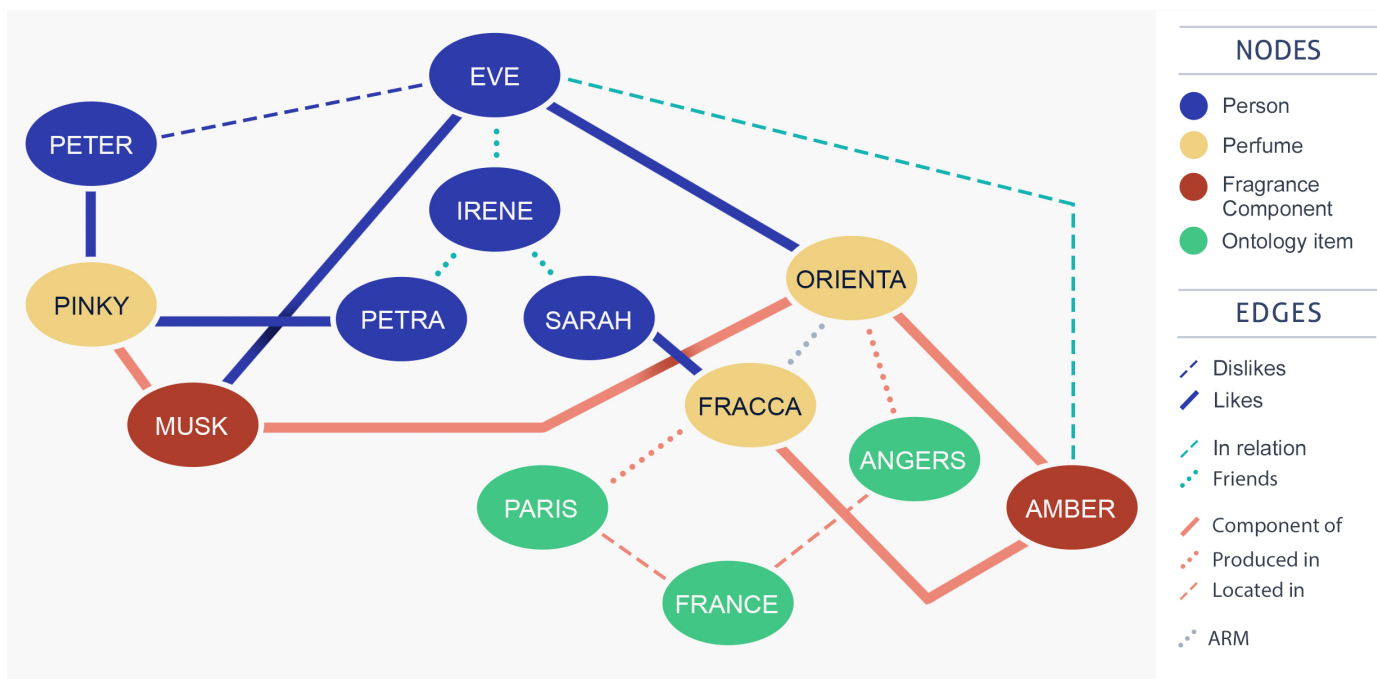 EVE
PETER
IRENE
ORIENTA
PINKY
PETRA
SARAH
FRACCA
MUSK
ANGERS
PARIS
AMBER
FRANCE
NODES
Person
Perfume
Fragrance
Component
Ontology item
EDGES
Dislikes
Likes
In relation
Friends
Component of
Produced in
Located in
ARM